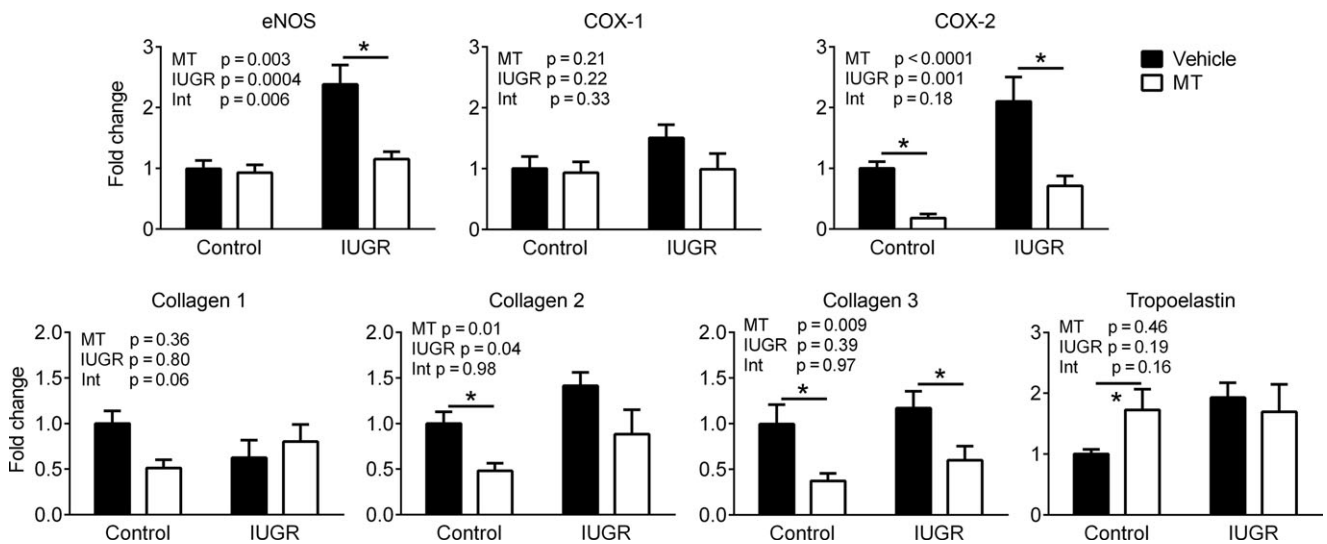 eNOS
COX-1
COX-2
MT p = 0.003
IUGR p = 0.0004
Int p = 0.006
*
MT p = 0.21
IUGR p = 0.22
Int p = 0.33
MT p < 0.0001
IUGR p = 0.001
Int p = 0.18
*
*
Vehicle
MT
Fold change
3
2
1
0
Control IUGR
3
2
1
0
Control IUGR
3
2
1
0
Control IUGR
Collagen 1
Collagen 2
Collagen 3
Tropoelastin
MT p = 0.36
IUGR p = 0.80
Int p = 0.06
MT p = 0.01
IUGR p = 0.04
Int p = 0.98
*
MT p = 0.009
IUGR p = 0.39
Int p = 0.97
*
*
MT p = 0.46
IUGR p = 0.19
Int p = 0.16
*
Fold change
2.0
1.5
1.0
0.5
0.0
Control IUGR
2.0
1.5
1.0
0.5
0.0
Control IUGR
2.0
1.5
1.0
0.5
0.0
Control IUGR
3
2
1
0
Control IUGR